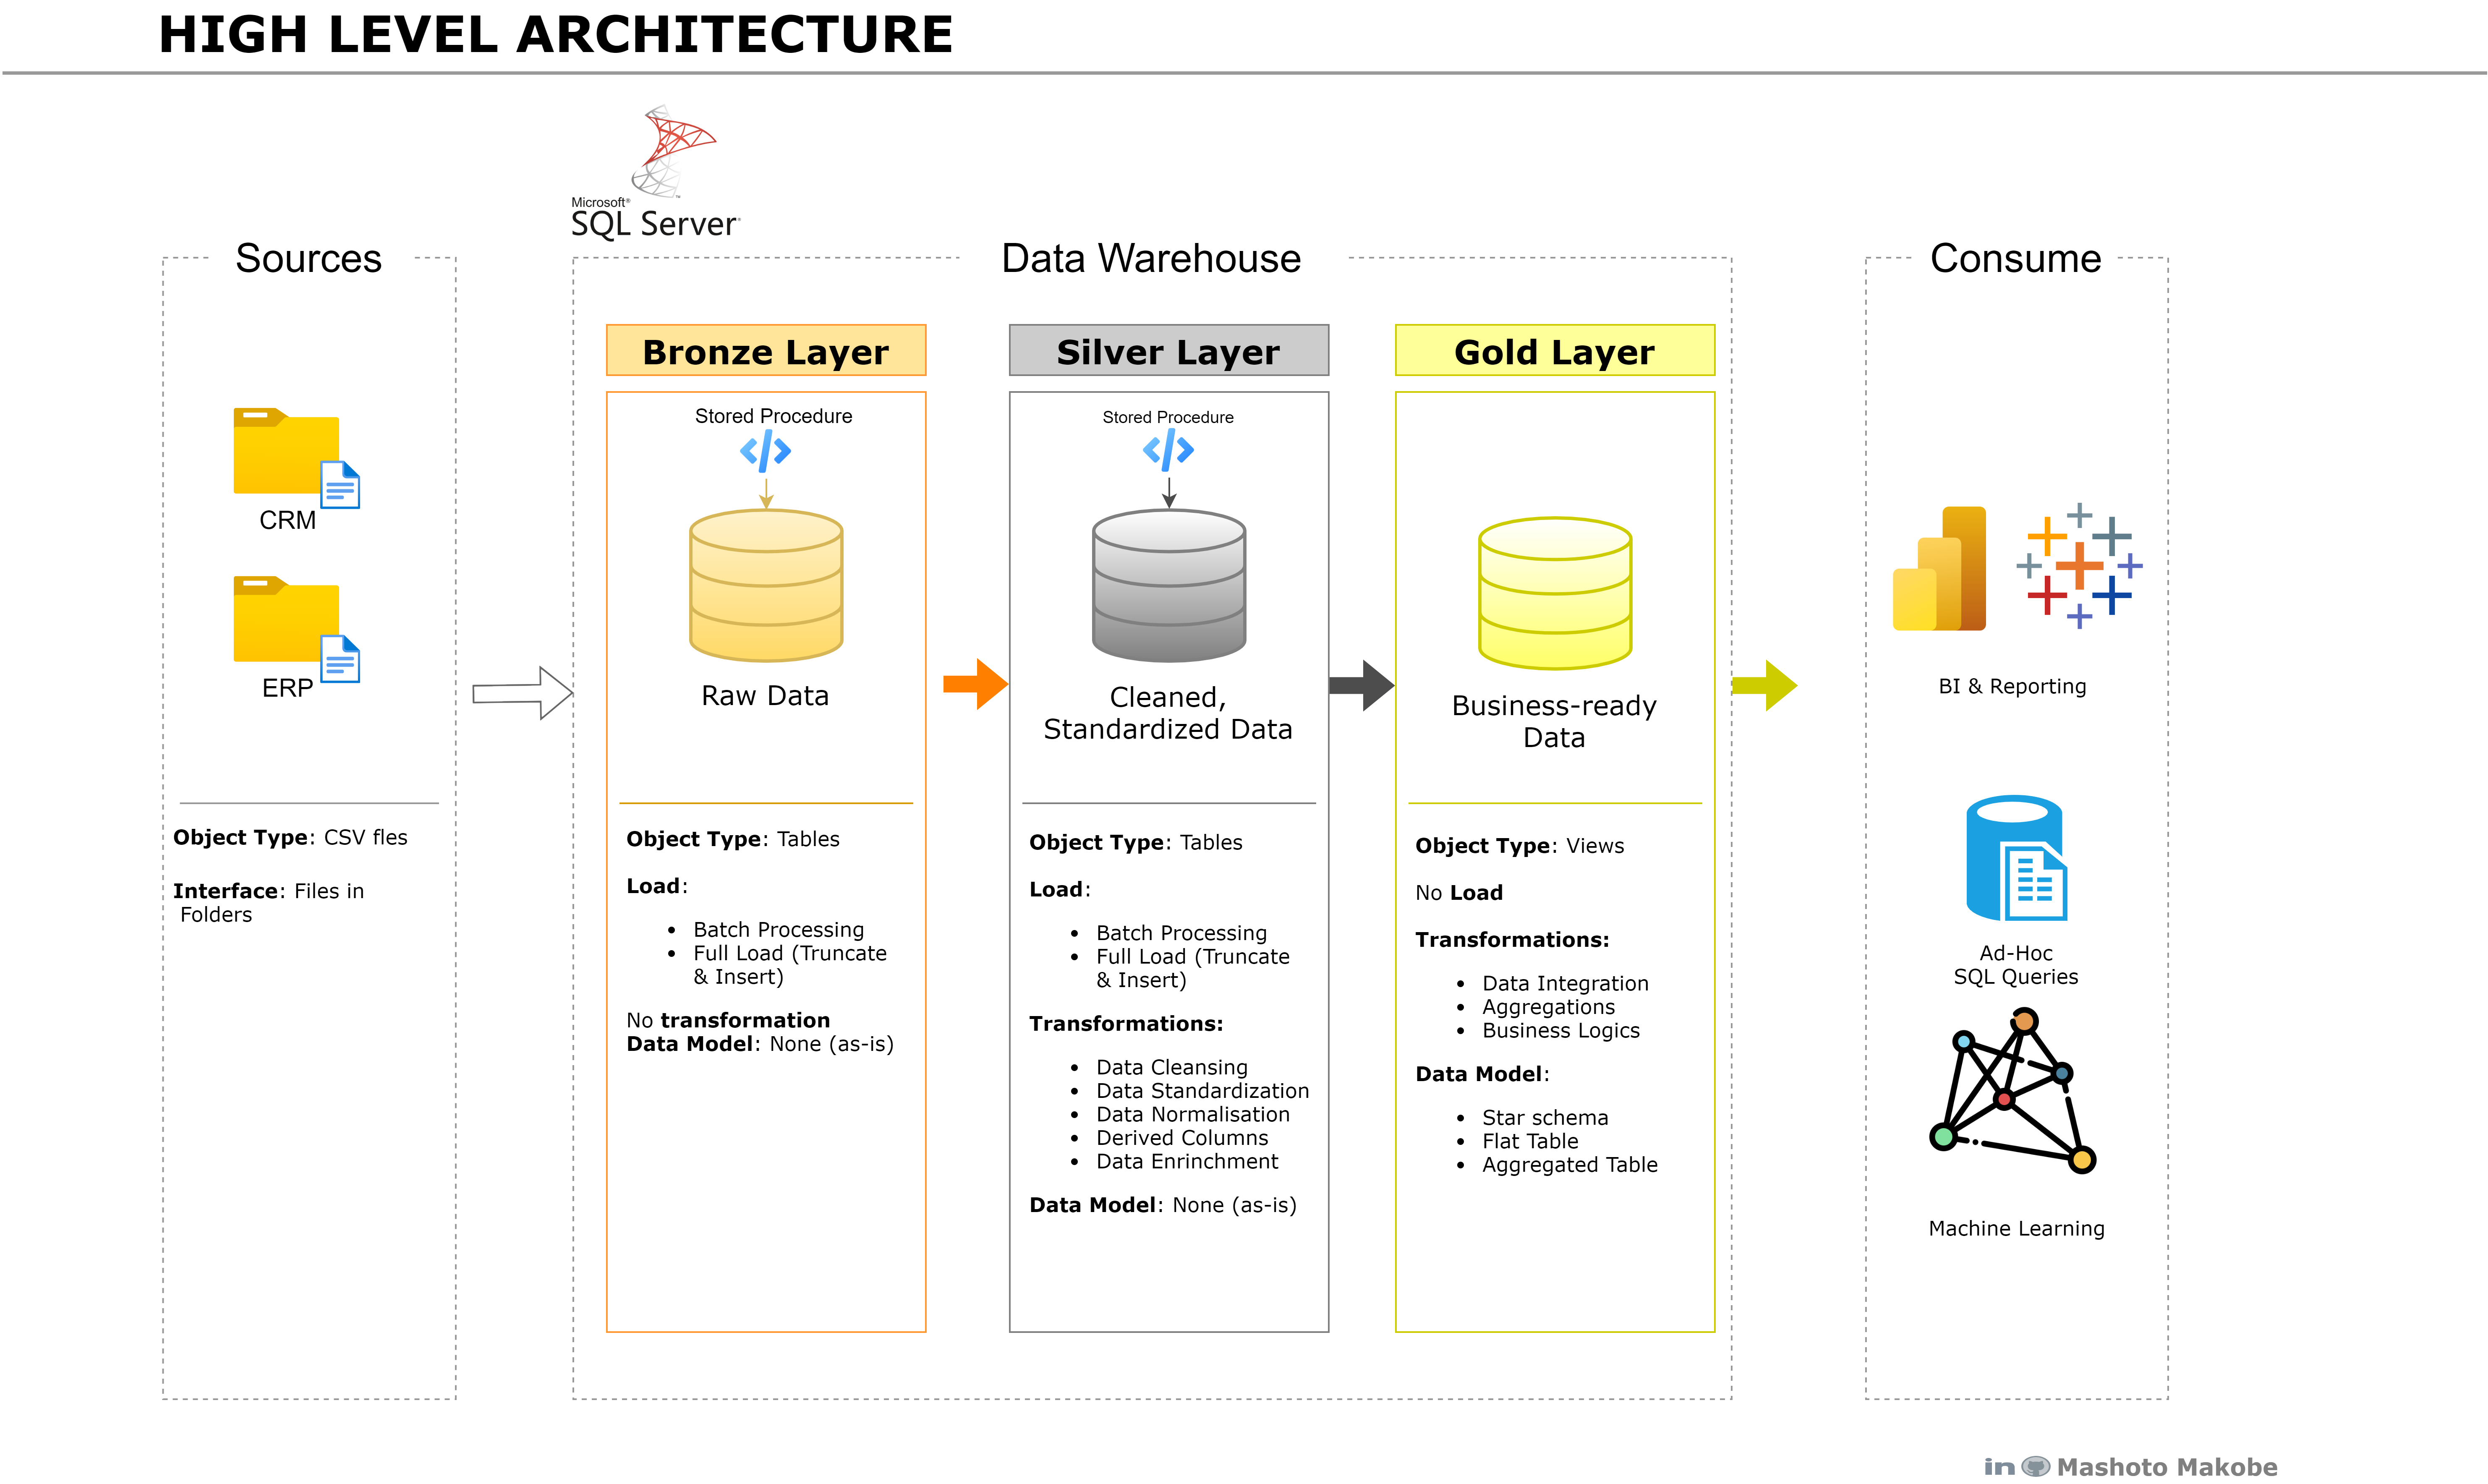 HIGH LEVEL ARCHITECTURE
Microsoft®
SQL Server®
Sources
CRM
ERP
Object Type: CSV fles
Interface: Files in
Folders
Data Warehouse
Bronze Layer
Stored Procedure
Raw Data
Object Type: Tables
Load:
• Batch Processing
• Full Load (Truncate
& Insert)
No transformation
Data Model: None (as-is)
Silver Layer
Stored Procedure
Cleaned,
Standardized Data
Object Type: Tables
Load:
• Batch Processing
• Full Load (Truncate
& Insert)
Transformations:
• Data Cleansing
• Data Standardization
• Data Normalisation
• Derived Columns
• Data Enrinchment
Data Model: None (as-is)
Gold Layer
Business-ready
Data
Object Type: Views
No Load
Transformations:
• Data Integration
• Aggregations
• Business Logics
Data Model:
• Star schema
• Flat Table
• Aggregated Table
Consume
BI & Reporting
Ad-Hoc
SQL Queries
Machine Learning
in Mashoto Makobe